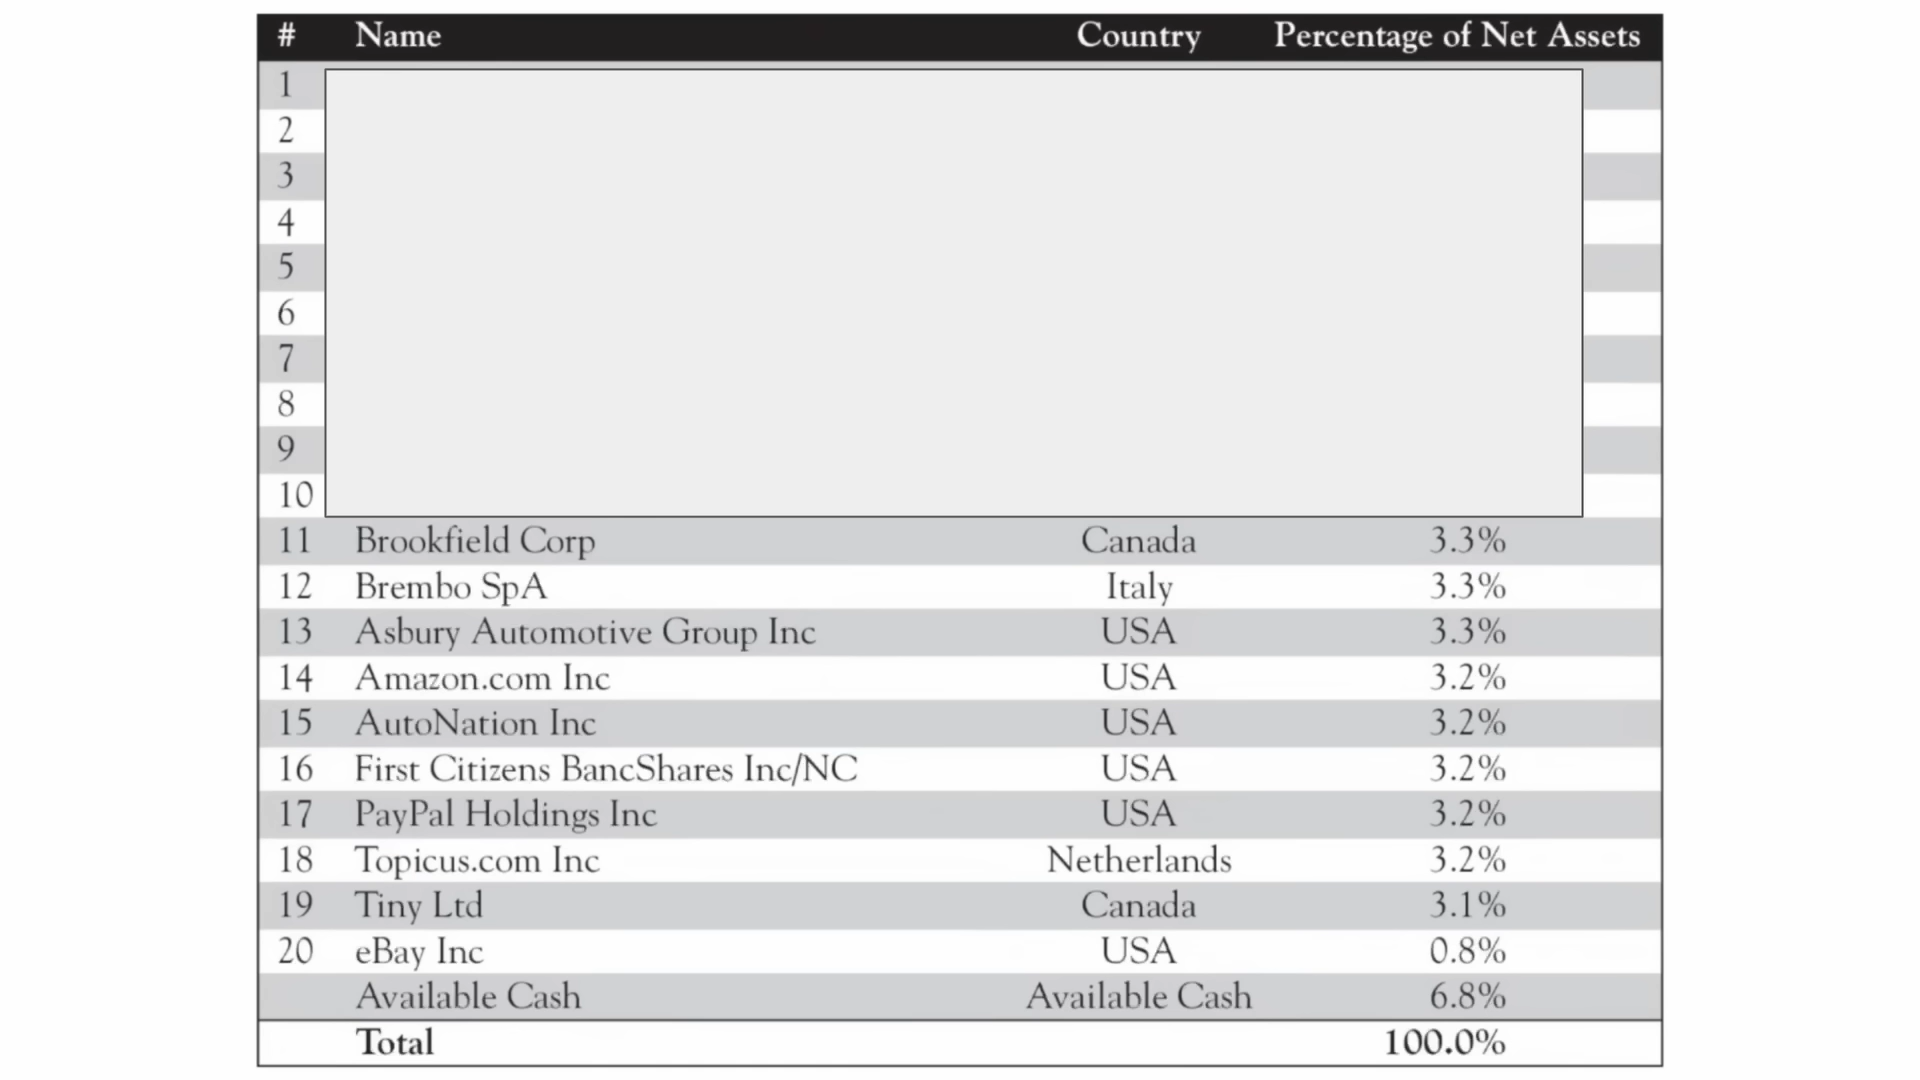 # Name Country Percentage of Net Assets
1
2
3
4
5
6
7
8
9
10
11 Brookfield Corp Canada 3.3%
12 Brembo SpA Italy 3.3%
13 Asbury Automotive Group Inc USA 3.3%
14 Amazon.com Inc USA 3.2%
15 AutoNation Inc USA 3.2%
16 First Citizens BancShares Inc/NC USA 3.2%
17 PayPal Holdings Inc USA 3.2%
18 Topicus.com Inc Netherlands 3.2%
19 Tiny Ltd Canada 3.1%
20 eBay Inc USA 0.8%
Available Cash Available Cash 6.8%
Total 100.0%